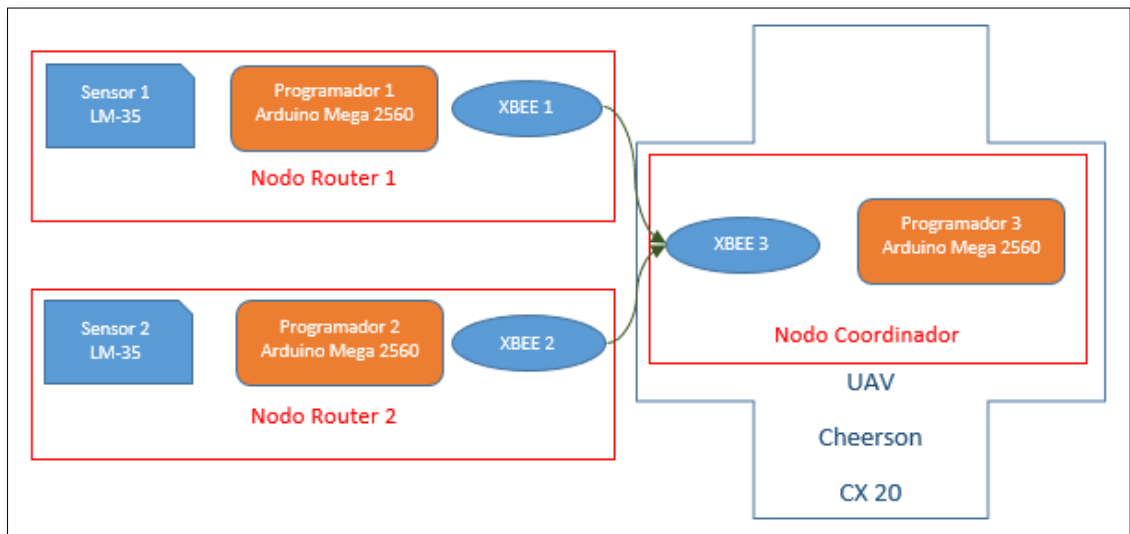 Sensor 1
LM-35
Programador 1
Arduino Mega 2560
XBEE 1
Nodo Router 1
Sensor 2
LM-35
Programador 2
Arduino Mega 2560
XBEE 2
Nodo Router 2
XBEE 3
Programador 3
Arduino Mega 2560
Nodo Coordinador
UAV
Cheerson
CX 20